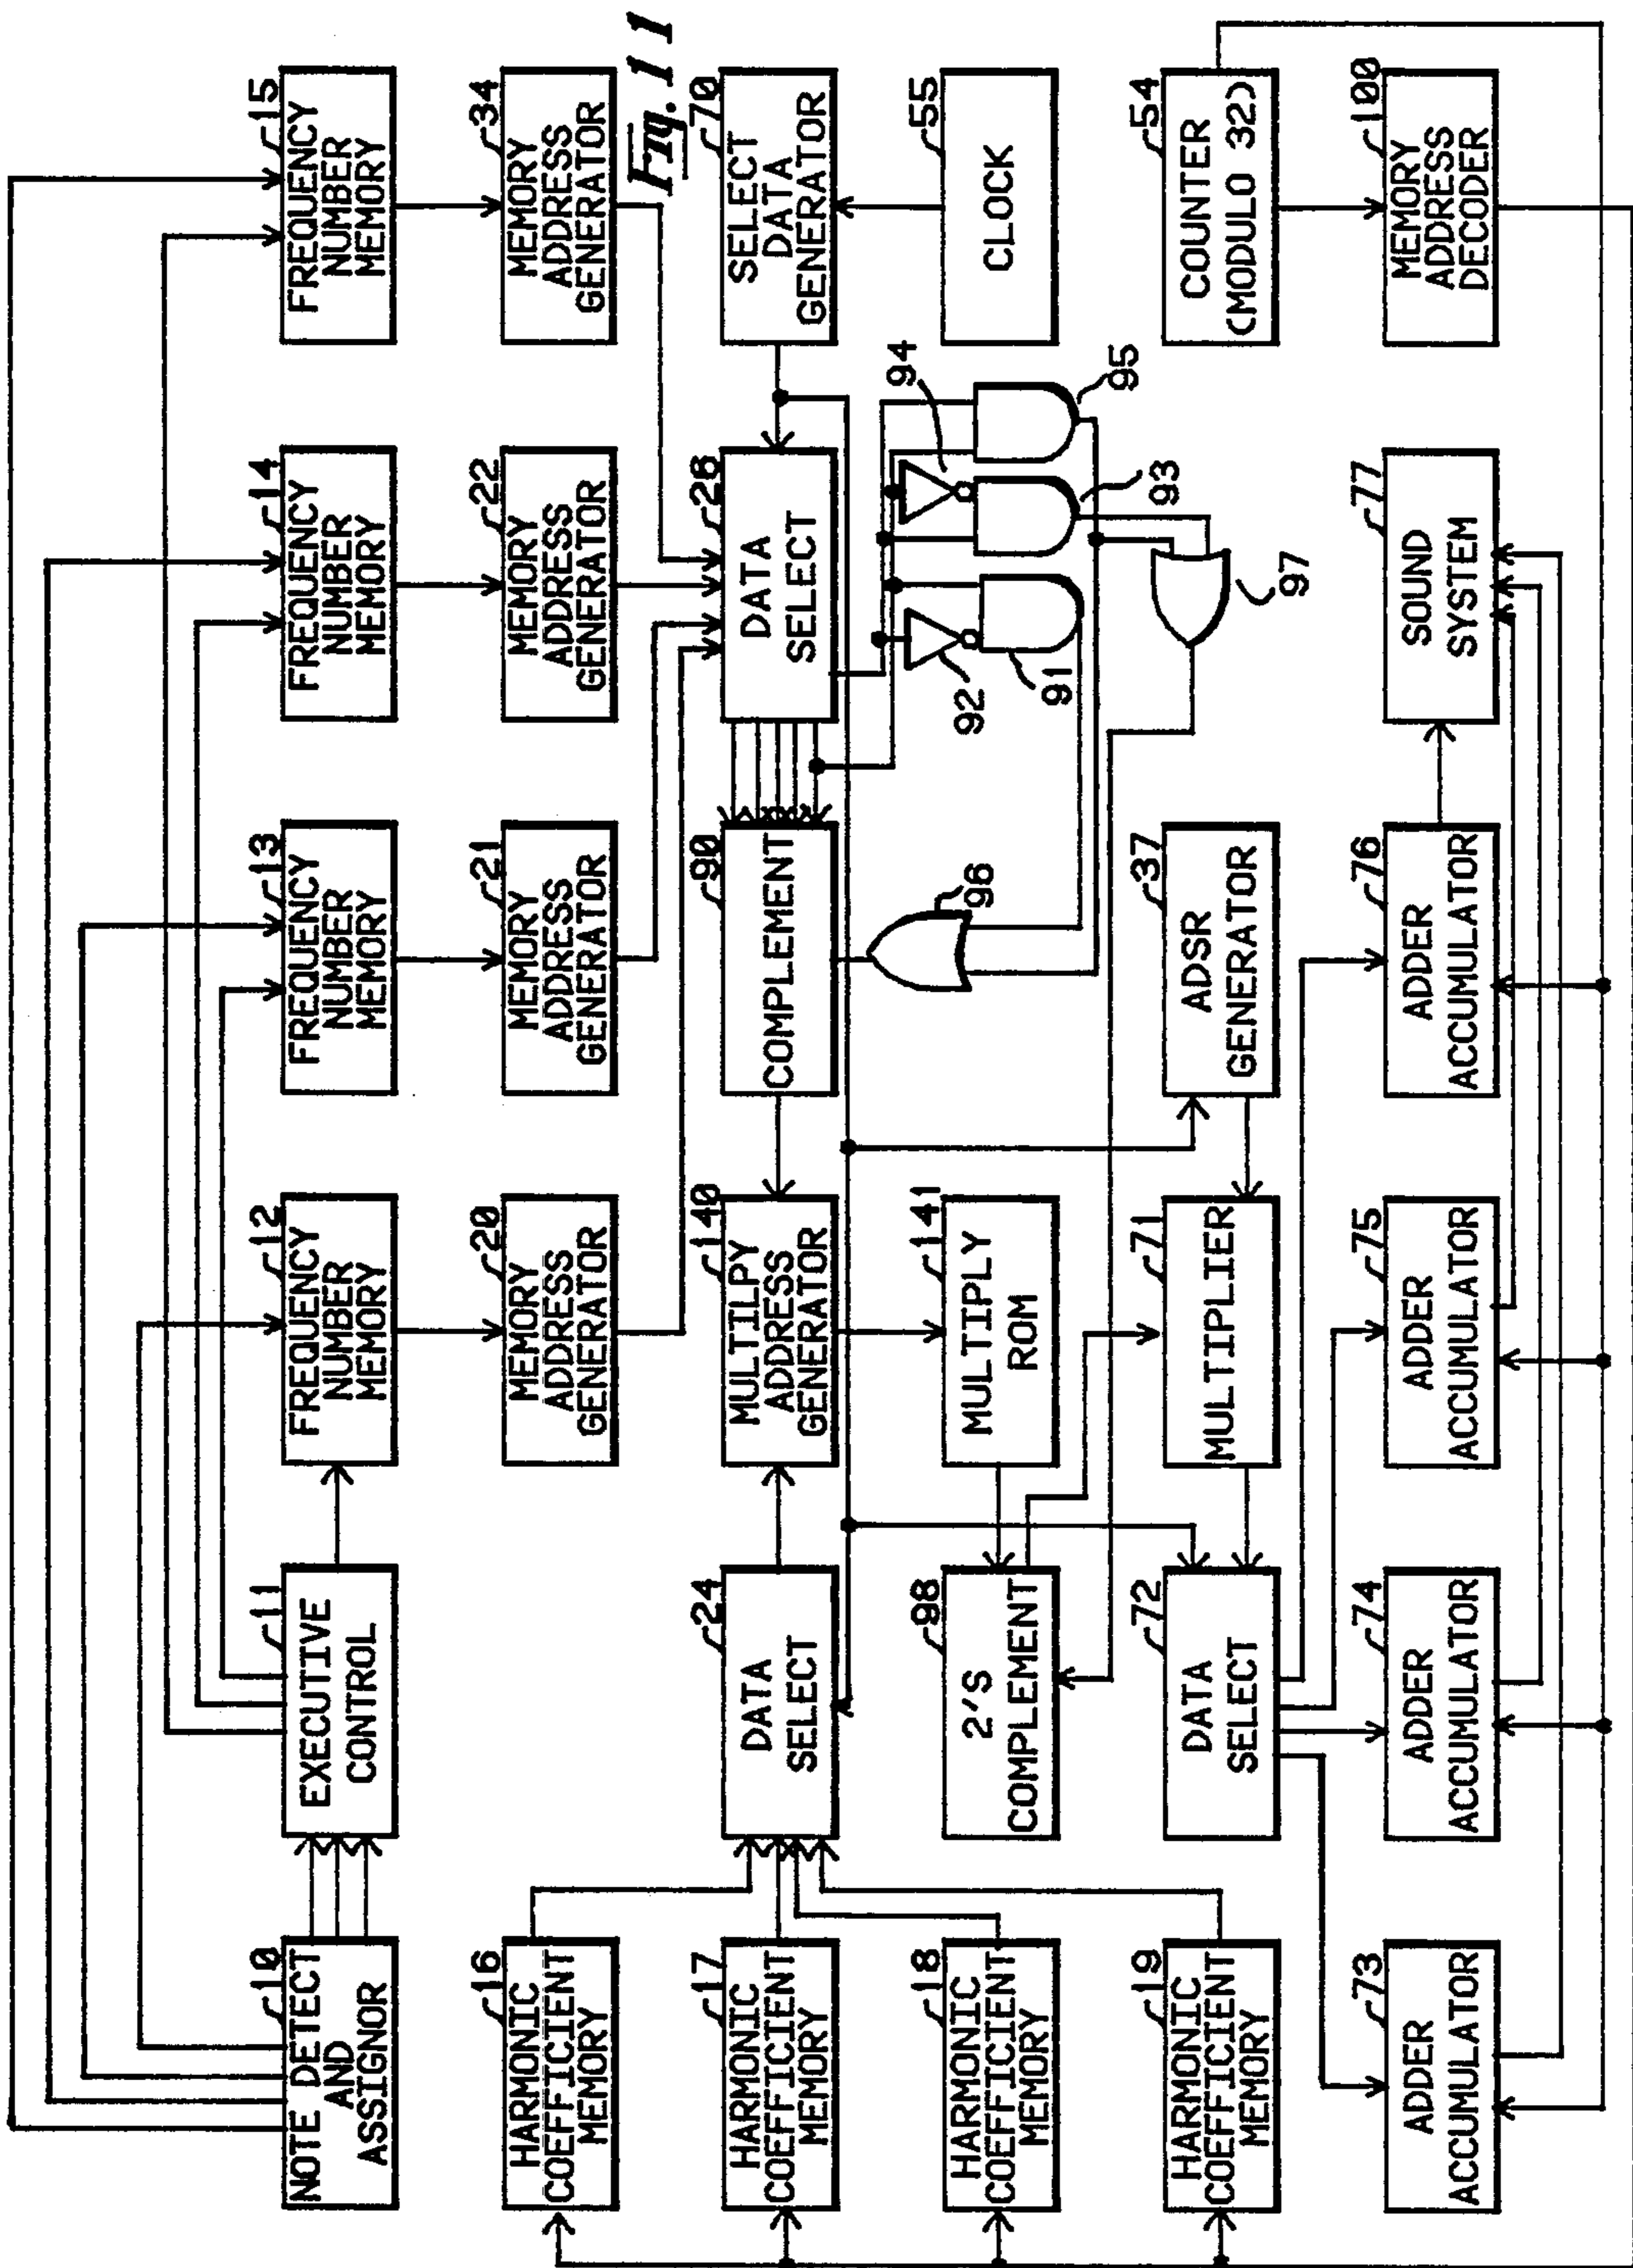 Fig. 11
10
NOTE DETECT
AND
ASSIGNOR
11
EXECUTIVE
CONTROL
12
FREQUENCY
NUMBER
MEMORY
13
FREQUENCY
NUMBER
MEMORY
14
FREQUENCY
NUMBER
MEMORY
15
FREQUENCY
NUMBER
MEMORY
16
HARMONIC
COEFFICIENT
MEMORY
20
MEMORY
ADDRESS
GENERATOR
21
MEMORY
ADDRESS
GENERATOR
22
MEMORY
ADDRESS
GENERATOR
34
MEMORY
ADDRESS
GENERATOR
17
HARMONIC
COEFFICIENT
MEMORY
24
DATA
SELECT
140
MULTILPY
ADDRESS
GENERATOR
90
COMPLEMENT
26
DATA
SELECT
70
SELECT
DATA
GENERATOR
18
HARMONIC
COEFFICIENT
MEMORY
98
2'S
COMPLEMENT
141
MULTIPLY
ROM
96
92
91
94
93
95
97
55
CLOCK
19
HARMONIC
COEFFICIENT
MEMORY
72
DATA
SELECT
71
MULTIPLIER
37
ADSR
GENERATOR
54
COUNTER
(MODULO 32)
73
ADDER
ACCUMULATOR
74
ADDER
ACCUMULATOR
75
ADDER
ACCUMULATOR
76
ADDER
ACCUMULATOR
77
SOUND
SYSTEM
100
MEMORY
ADDRESS
DECODER